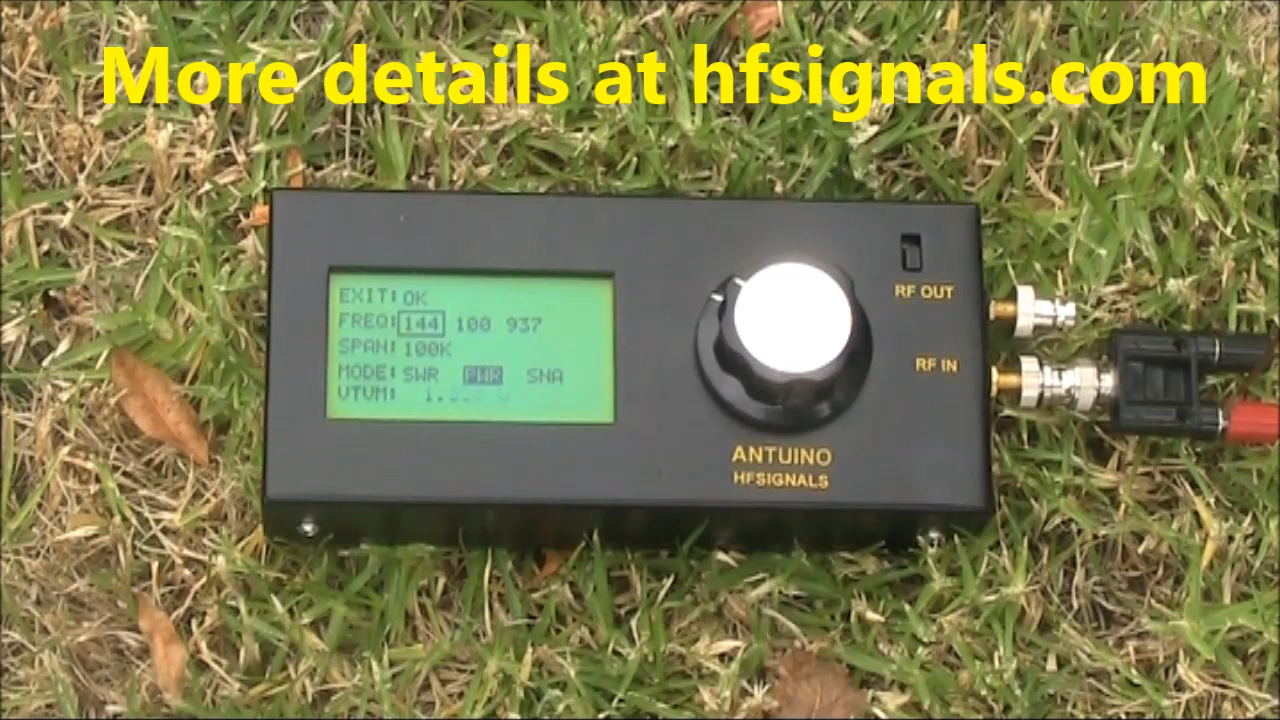 More details at hfsignals.com
EXIT: OK
FREQ: 144 100 937
SPAN: 100K
MODE: SWR PWR SNA
VTVM:
RF OUT
RF IN
ANTUINO
HFSIGNALS